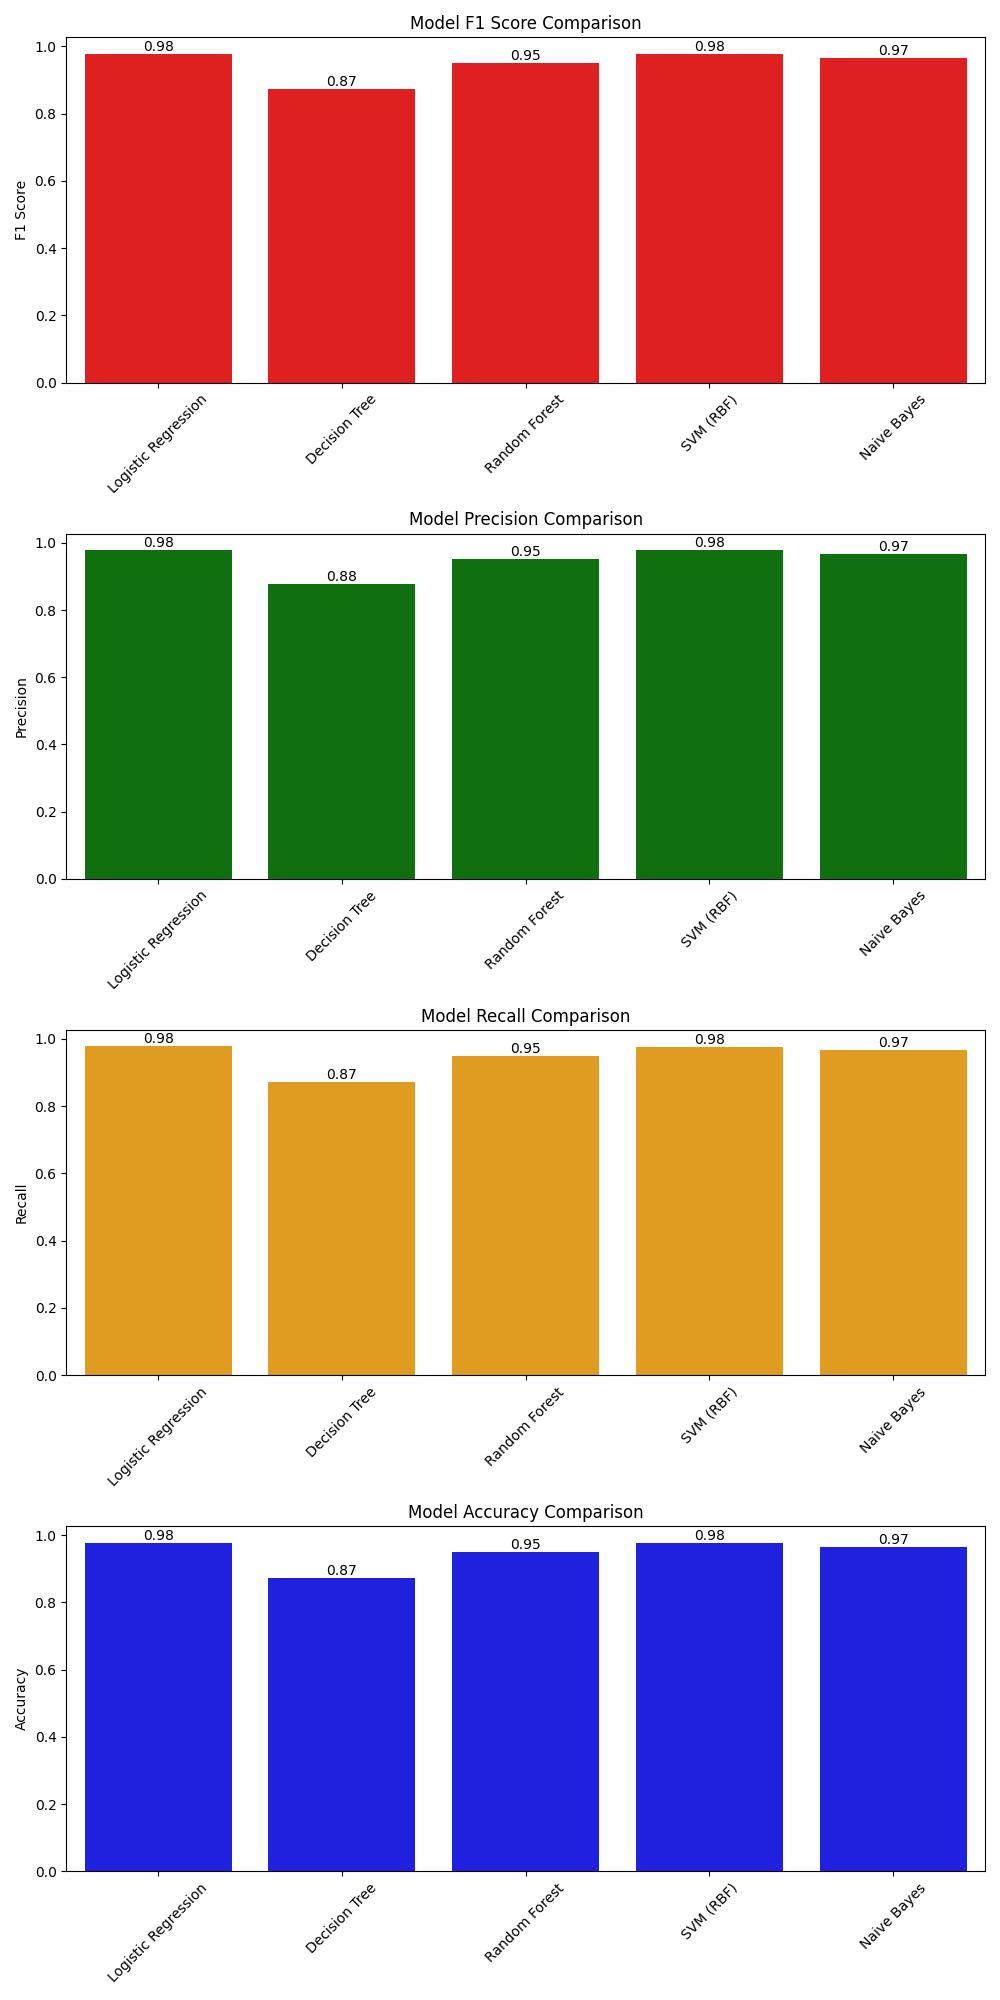 Model F1 Score Comparison
1.0
0.8
0.6
0.4
0.2
0.0
F1 Score
0.98
0.87
0.95
0.98
0.97
Logistic Regression
Decision Tree
Random Forest
SVM (RBF)
Naive Bayes
Model Precision Comparison
1.0
0.8
0.6
0.4
0.2
0.0
Precision
0.98
0.88
0.95
0.98
0.97
Logistic Regression
Decision Tree
Random Forest
SVM (RBF)
Naive Bayes
Model Recall Comparison
1.0
0.8
0.6
0.4
0.2
0.0
Recall
0.98
0.87
0.95
0.98
0.97
Logistic Regression
Decision Tree
Random Forest
SVM (RBF)
Naive Bayes
Model Accuracy Comparison
1.0
0.8
0.6
0.4
0.2
0.0
Accuracy
0.98
0.87
0.95
0.98
0.97
Logistic Regression
Decision Tree
Random Forest
SVM (RBF)
Naive Bayes